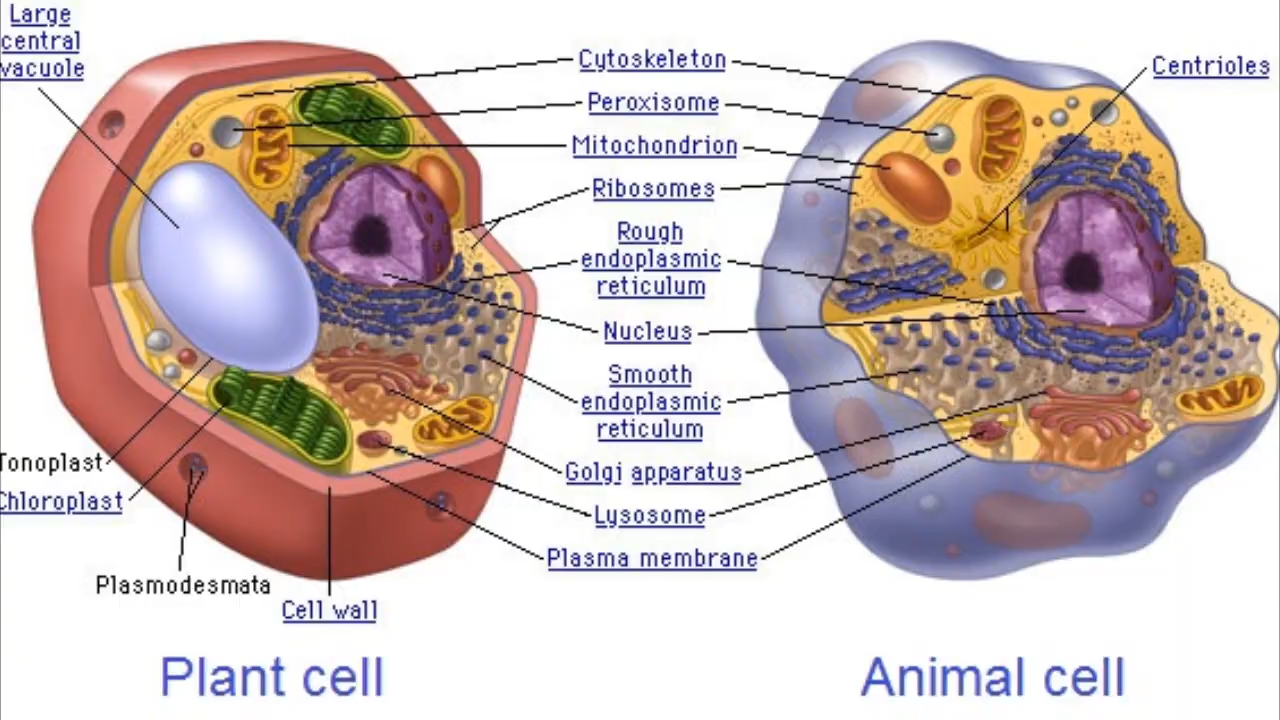 Large
central
vacuole
Cytoskeleton
Centrioles
Peroxisome
Mitochondrion
Ribosomes
Rough
endoplasmic
reticulum
Nucleus
Smooth
endoplasmic
reticulum
Tonoplast
Golgi apparatus
Chloroplast
Lysosome
Plasma membrane
Plasmodesmata
Cell wall
Plant cell
Animal cell